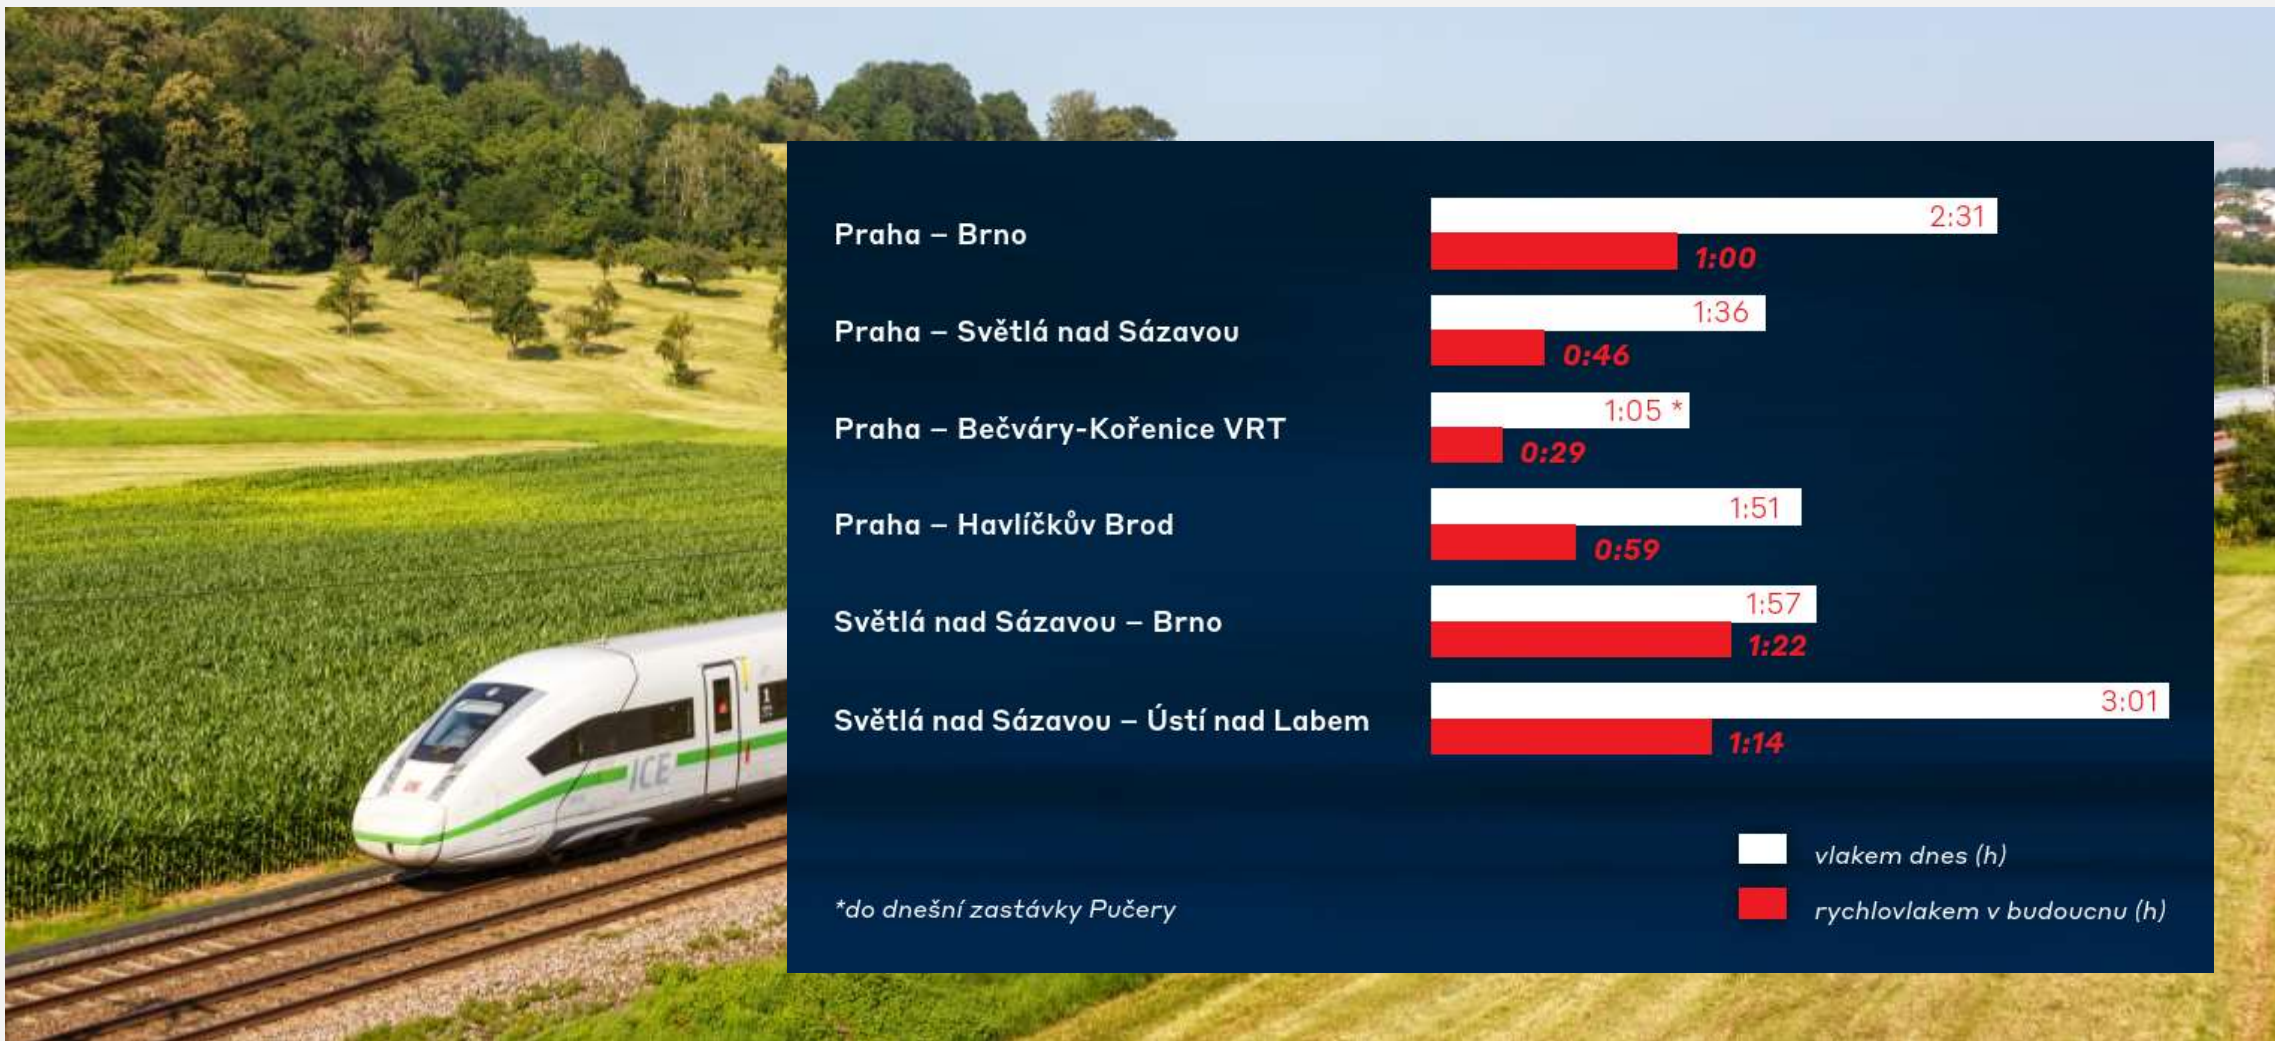 Praha – Brno
2:31
1:00
Praha – Světlá nad Sázavou
1:36
0:46
Praha – Bečváry-Kořenice VRT
1:05 *
0:29
Praha – Havlíčkův Brod
1:51
0:59
Světlá nad Sázavou – Brno
1:57
1:22
Světlá nad Sázavou – Ústí nad Labem
3:01
1:14
ICE
vlakem dnes (h)
*do dnešní zastávky Pučery
rychlovlakem v budoucnu (h)